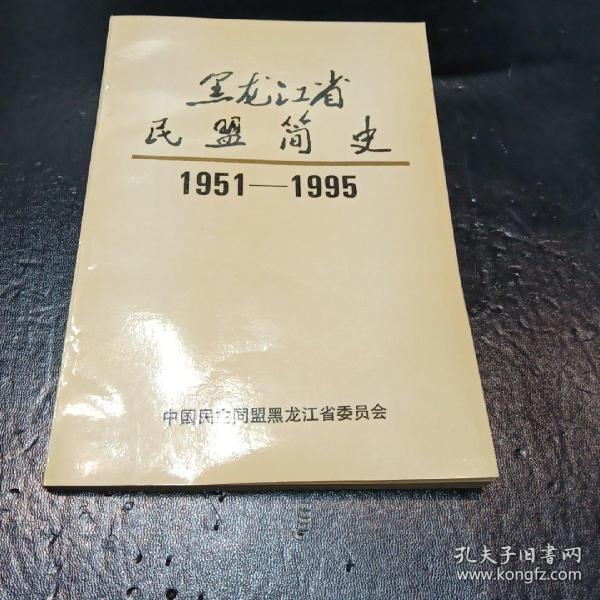 黑龙江省
民盟简史
1951—1995
中国民主同盟黑龙江省委员会
孔夫子旧书网
www.kongfz.com